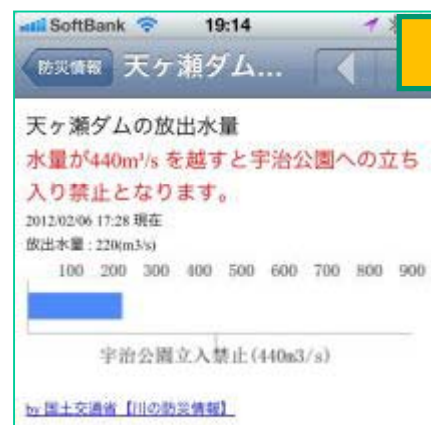 SoftBank 19:14
防災情報 天ヶ瀬ダム...
天ヶ瀬ダムの放出水量
水量が440m³/s を越すと宇治公園への立ち
入り禁止となります。
2012/02/06 17:28 現在
放出水量 : 220(m3/s)
100 200 300 400 500 600 700 800 900
宇治公園立入禁止(440m3/s)
by 国土交通省【川の防災情報】